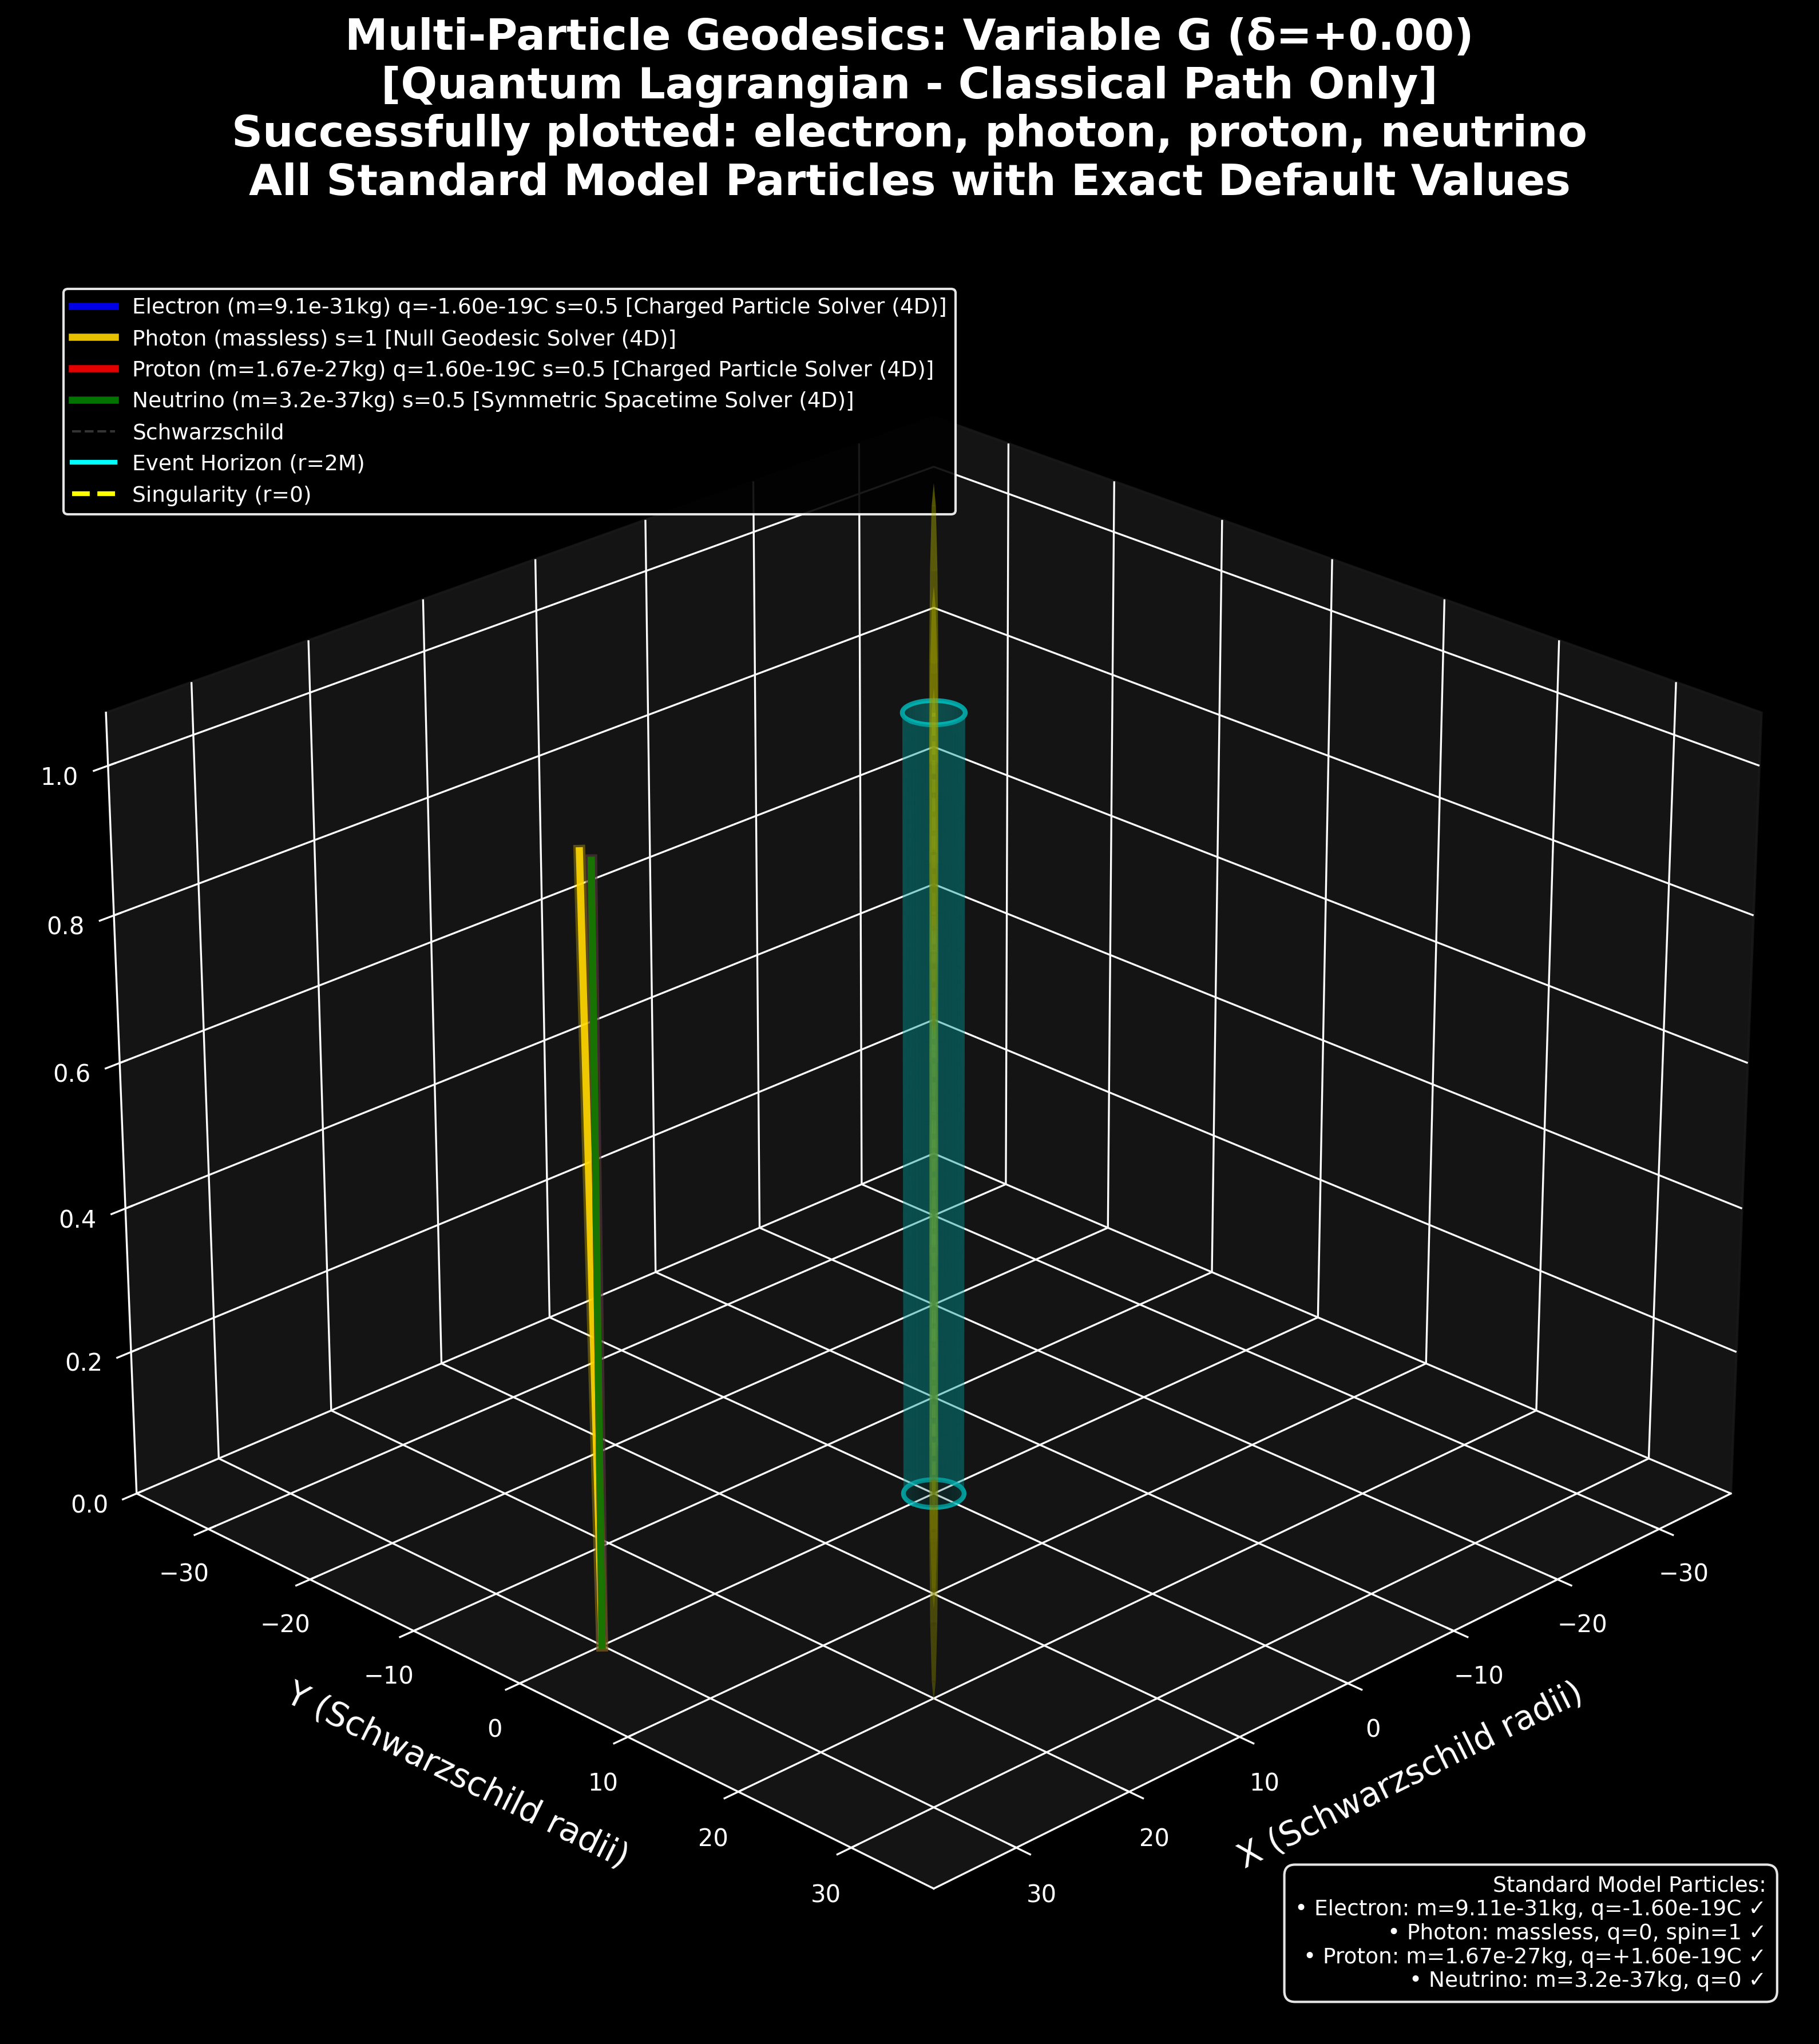 Multi-Particle Geodesics: Variable G (δ=+0.00)
[Quantum Lagrangian - Classical Path Only]
Successfully plotted: electron, photon, proton, neutrino
All Standard Model Particles with Exact Default Values
Electron (m=9.1e-31kg) q=-1.60e-19C s=0.5 [Charged Particle Solver (4D)]
Photon (massless) s=1 [Null Geodesic Solver (4D)]
Proton (m=1.67e-27kg) q=1.60e-19C s=0.5 [Charged Particle Solver (4D)]
Neutrino (m=3.2e-37kg) s=0.5 [Symmetric Spacetime Solver (4D)]
Schwarzschild
Event Horizon (r=2M)
Singularity (r=0)
1.0
0.8
0.6
0.4
0.2
0.0
−30
−20
−10
0
10
20
30
Y (Schwarzschild radii)
−30
−20
−10
0
10
20
30
X (Schwarzschild radii)
Standard Model Particles:
• Electron: m=9.11e-31kg, q=-1.60e-19C ✓
• Photon: massless, q=0, spin=1 ✓
• Proton: m=1.67e-27kg, q=+1.60e-19C ✓
• Neutrino: m=3.2e-37kg, q=0 ✓